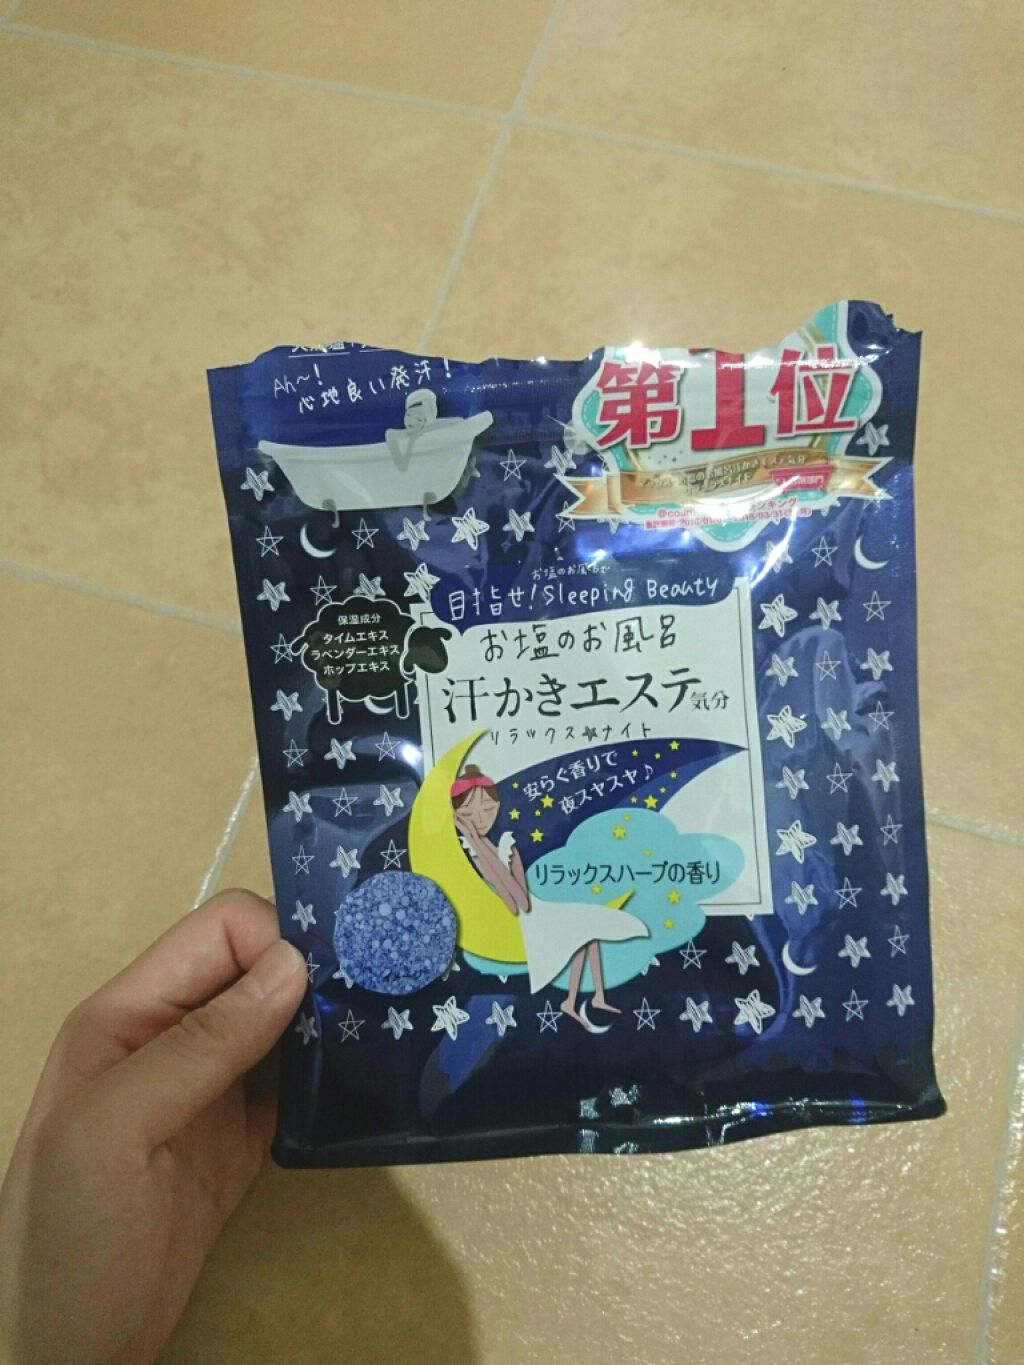 Ah~!
心地良い発汗!
第1位
お塩のお風呂で
目指せ!Sleeping Beauty
お塩のお風呂
汗かきエステ気分
リラックス★ナイト
保湿成分
タイムエキス
ラベンダーエキス
ホップエキス
安らぐ香りで
夜スヤスヤ♪
リラックスハーブの香り
イメージ